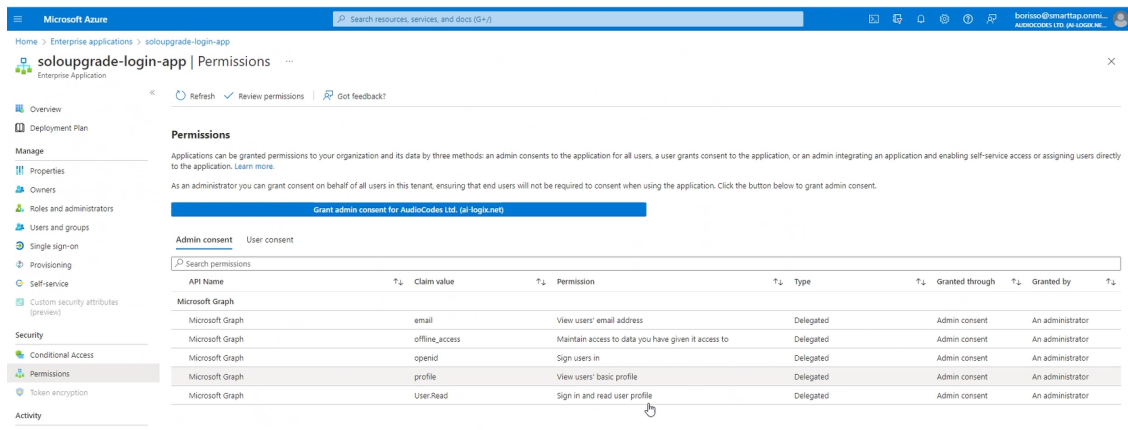 Microsoft Azure
Search resources, services, and docs (G+/)
borisso@smarttap.onmi...
AUDIOCODES LTD. (AI-LOGIX.NE...
Home > Enterprise applications > soloupgrade-login-app
soloupgrade-login-app | Permissions ...
Enterprise Application
Refresh
Review permissions
Got feedback?
Overview
Deployment Plan
Manage
Properties
Owners
Roles and administrators
Users and groups
Single sign-on
Provisioning
Self-service
Custom security attributes
(preview)
Security
Conditional Access
Permissions
Token encryption
Activity
Permissions
Applications can be granted permissions to your organization and its data by three methods: an admin consents to the application for all users, a user grants consent to the application, or an admin integrating an application and enabling self-service access or assigning users directly
to the application. Learn more.
As an administrator you can grant consent on behalf of all users in this tenant, ensuring that end users will not be required to consent when using the application. Click the button below to grant admin consent.
Grant admin consent for AudioCodes Ltd. (ai-logix.net)
Admin consent User consent
Search permissions
API Name Claim value Permission Type Granted through Granted by
Microsoft Graph
Microsoft Graph email View users' email address Delegated Admin consent An administrator
Microsoft Graph offline_access Maintain access to data you have given it access to Delegated Admin consent An administrator
Microsoft Graph openid Sign users in Delegated Admin consent An administrator
Microsoft Graph profile View users' basic profile Delegated Admin consent An administrator
Microsoft Graph User.Read Sign in and read user profile Delegated Admin consent An administrator